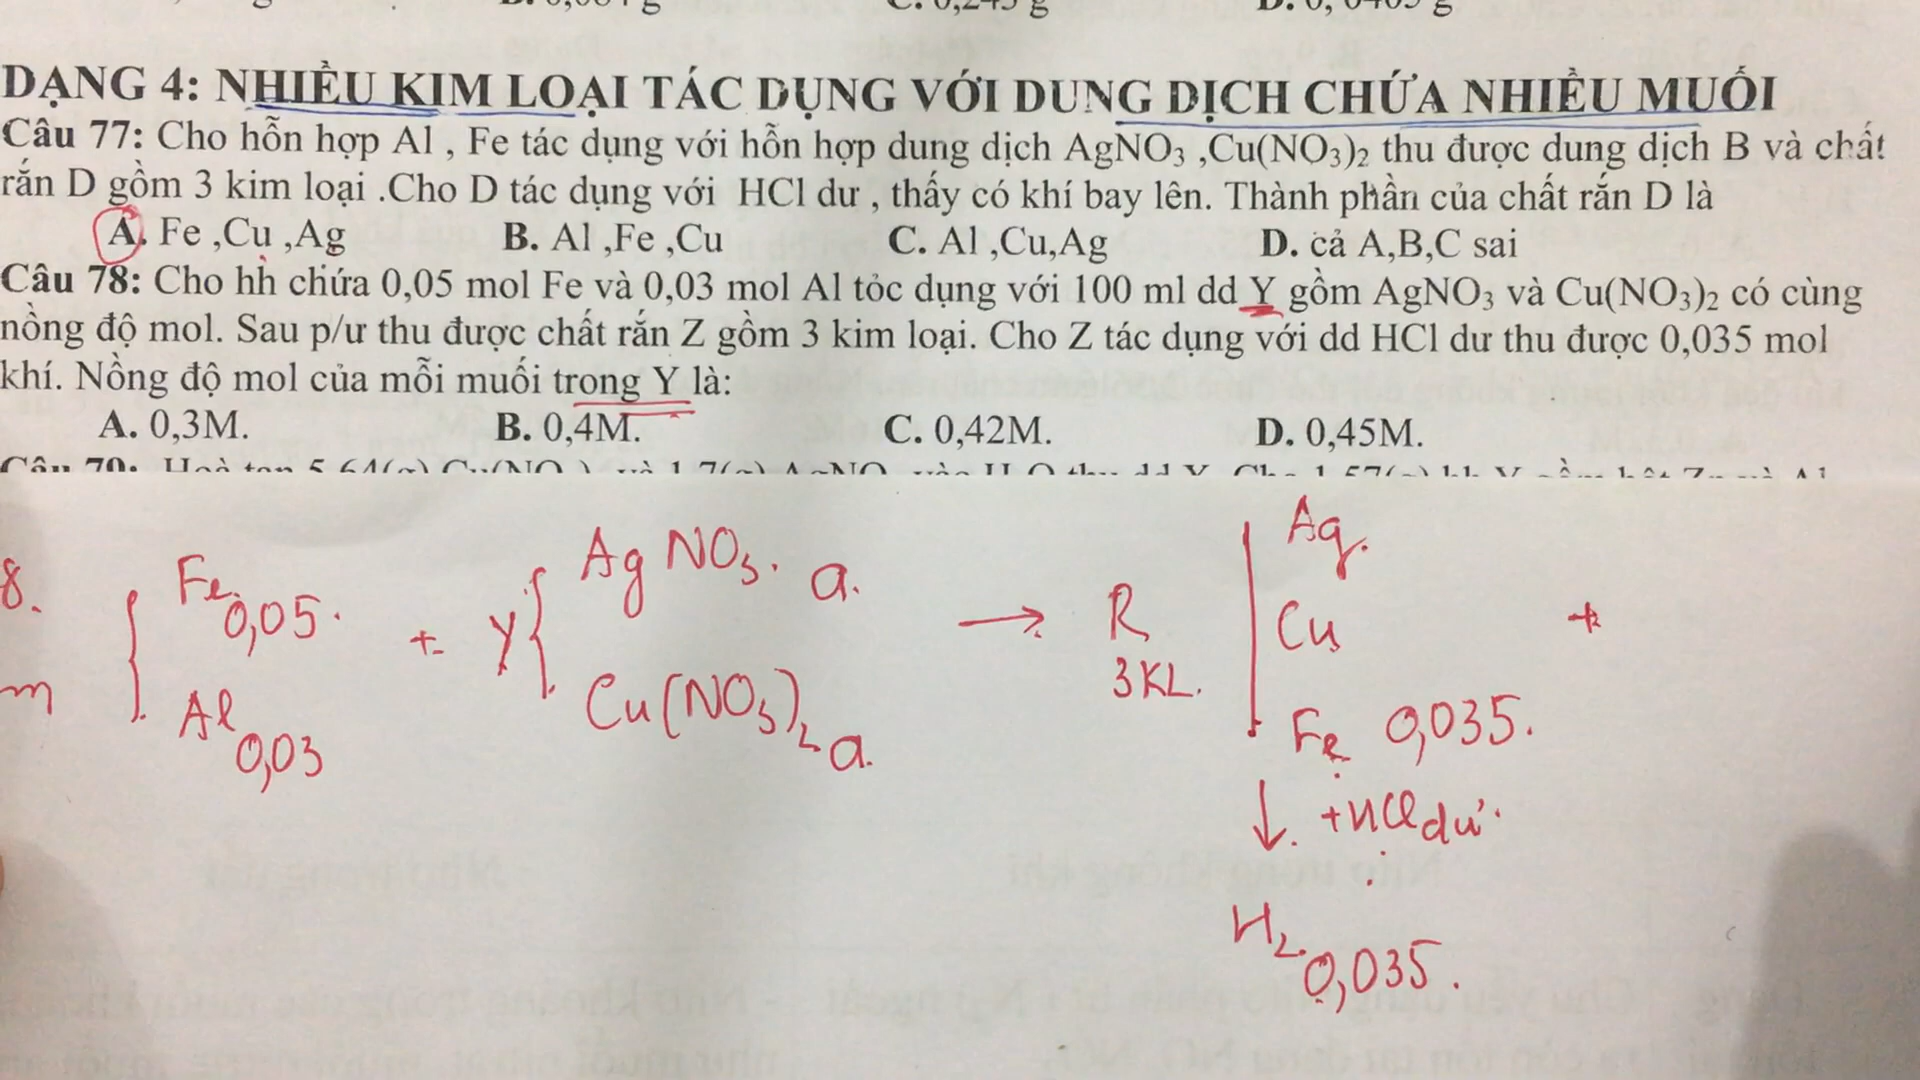 B. 0,064 g C. 0,243 g D. 0, 0405 g
DẠNG 4: NHIỀU KIM LOẠI TÁC DỤNG VỚI DUNG DỊCH CHỨA NHIỀU MUỐI
Câu 77: Cho hỗn hợp Al , Fe tác dụng với hỗn hợp dung dịch AgNO3 ,Cu(NO3)2 thu được dung dịch B và chất
rắn D gồm 3 kim loại .Cho D tác dụng với HCl dư , thấy có khí bay lên. Thành phần của chất rắn D là
A. Fe ,Cu ,Ag B. Al ,Fe ,Cu C. Al ,Cu,Ag D. cả A,B,C sai
Câu 78: Cho hh chứa 0,05 mol Fe và 0,03 mol Al tỏc dụng với 100 ml dd Y gồm AgNO3 và Cu(NO3)2 có cùng
nồng độ mol. Sau p/ư thu được chất rắn Z gồm 3 kim loại. Cho Z tác dụng với dd HCl dư thu được 0,035 mol
khí. Nồng độ mol của mỗi muối trong Y là:
A. 0,3M. B. 0,4M. C. 0,42M. D. 0,45M.
8. Fe 0,05. + Y AgNO3. a. → R Ag.
3KL. Cu +
m Al 0,03 Cu(NO3)2 a. Fe 0,035.
↓ +HCl dư
H2 0,035.